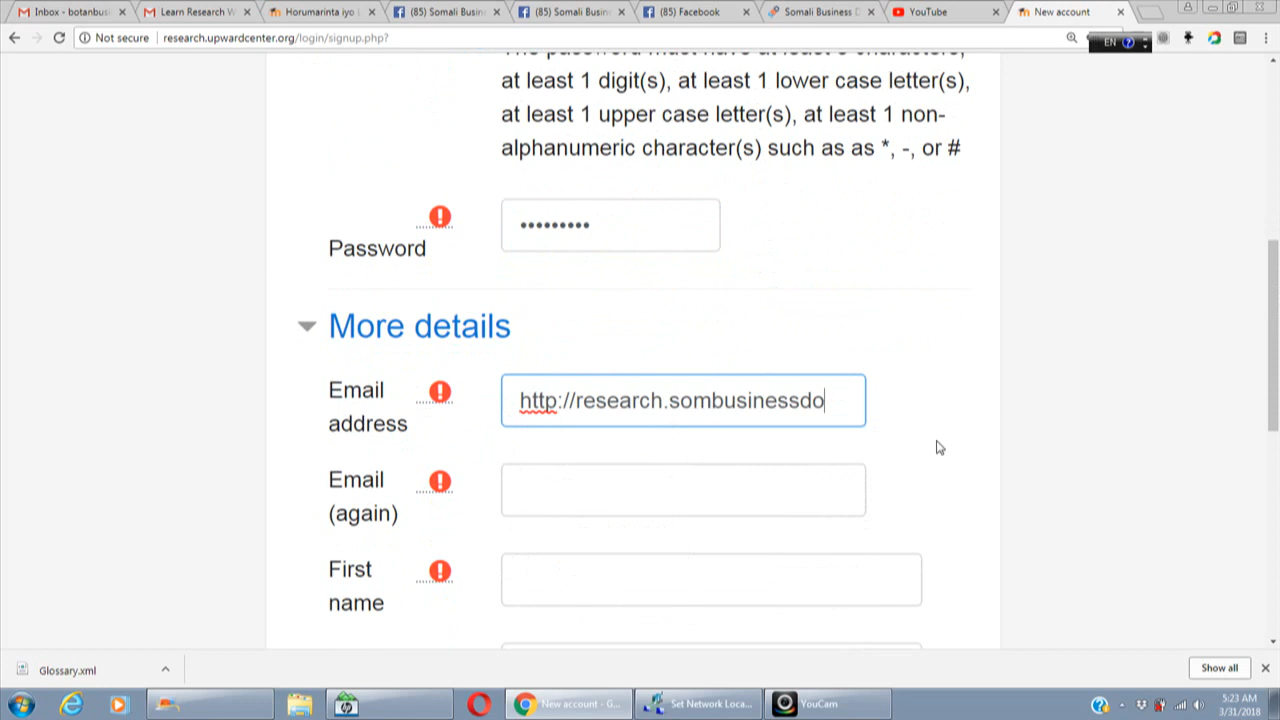 Inbox - botanbusi
Learn Research W
Horumarinta iyo
(85) Somali Busin
(85) Somali Busin
(85) Facebook
Somali Business D
YouTube
New account
Not secure
research.upwardcenter.org/login/signup.php?
EN
at least 1 digit(s), at least 1 lower case letter(s),
at least 1 upper case letter(s), at least 1 non-
alphanumeric character(s) such as as *, -, or #
Password
•••••••••
More details
Email
address
http://research.sombusinessdo
Email
(again)
First
name
Glossary.xml
Show all
New account - G...
Set Network Loca...
YouCam
5:23 AM
3/31/2018